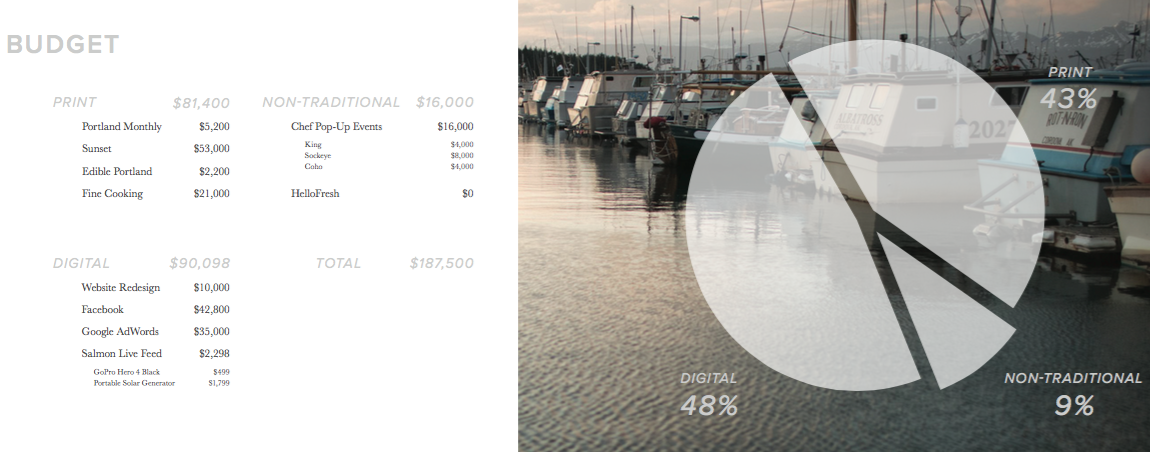 BUDGET
PRINT $81,400
Portland Monthly $5,200
Sunset $53,000
Edible Portland $2,200
Fine Cooking $21,000
NON-TRADITIONAL $16,000
Chef Pop-Up Events $16,000
King $4,000
Sockeye $8,000
Coho $4,000
HelloFresh $0
DIGITAL $90,098
Website Redesign $10,000
Facebook $42,800
Google AdWords $35,000
Salmon Live Feed $2,298
GoPro Hero 4 Black $499
Portable Solar Generator $1,799
TOTAL $187,500
PRINT
43%
ALBATROSS
ROT-N-RON
2027
DIGITAL
48%
NON-TRADITIONAL
9%